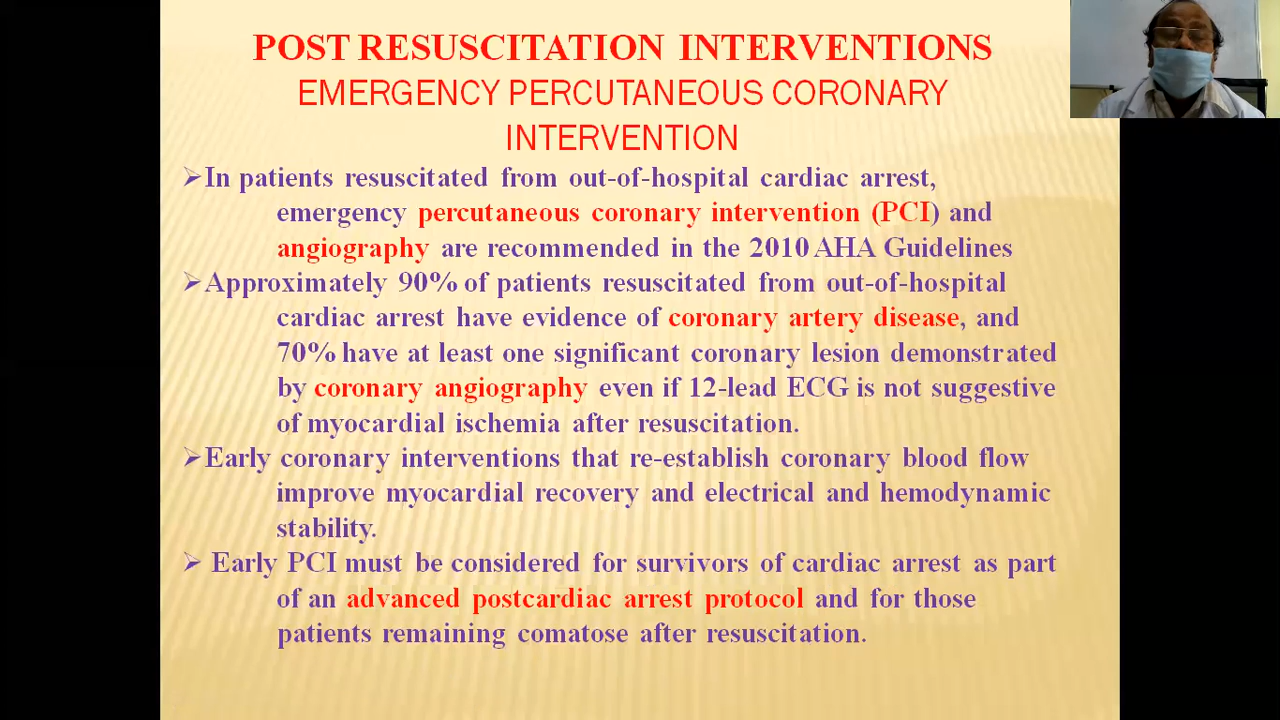 POST RESUSCITATION INTERVENTIONS
EMERGENCY PERCUTANEOUS CORONARY
INTERVENTION
➢In patients resuscitated from out-of-hospital cardiac arrest,
emergency percutaneous coronary intervention (PCI) and
angiography are recommended in the 2010 AHA Guidelines
➢Approximately 90% of patients resuscitated from out-of-hospital
cardiac arrest have evidence of coronary artery disease, and
70% have at least one significant coronary lesion demonstrated
by coronary angiography even if 12-lead ECG is not suggestive
of myocardial ischemia after resuscitation.
➢Early coronary interventions that re-establish coronary blood flow
improve myocardial recovery and electrical and hemodynamic
stability.
➢ Early PCI must be considered for survivors of cardiac arrest as part
of an advanced postcardiac arrest protocol and for those
patients remaining comatose after resuscitation.